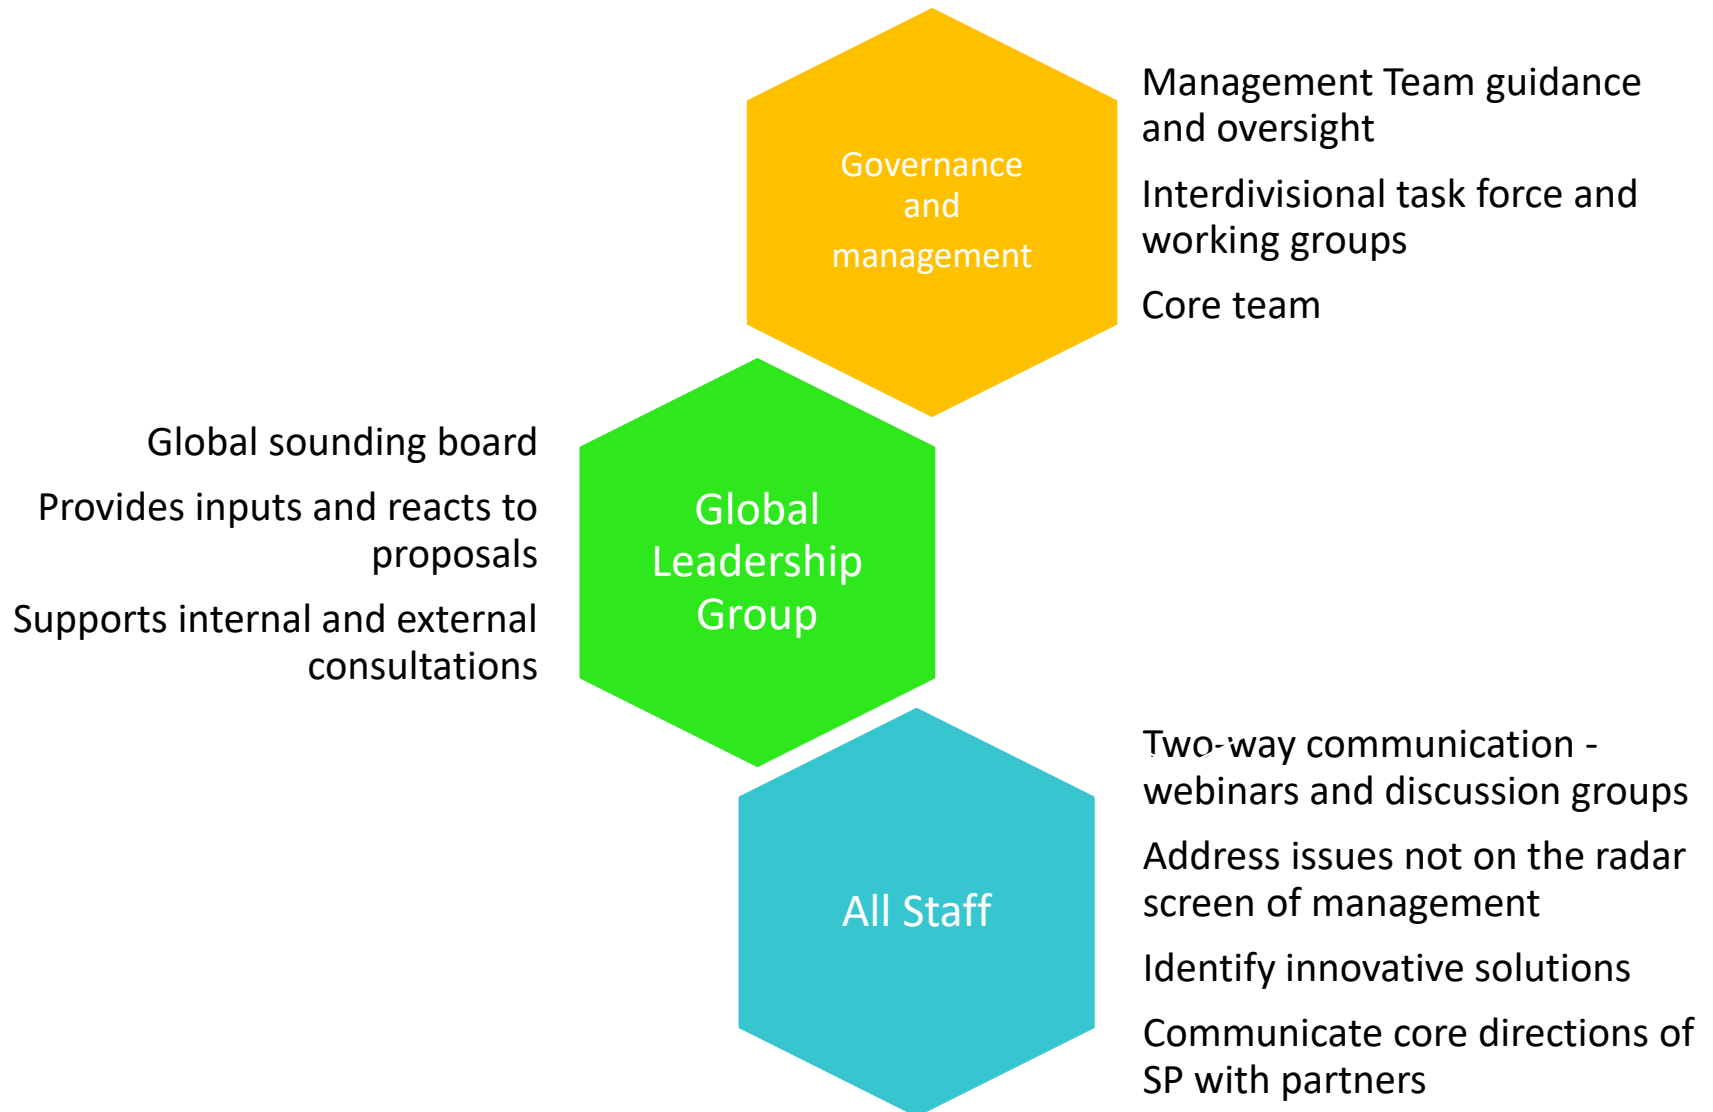 Governance
and
management
Management Team guidance
and oversight
Interdivisional task force and
working groups
Core team
Global sounding board
Provides inputs and reacts to
proposals
Supports internal and external
consultations
Global
Leadership
Group
All Staff
Two-way communication -
webinars and discussion groups
Address issues not on the radar
screen of management
Identify innovative solutions
Communicate core directions of
SP with partners